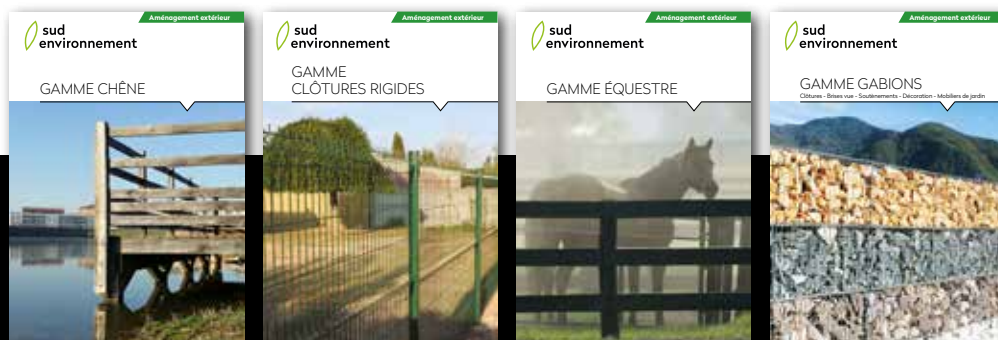 Aménagement extérieur
sud
environnement
GAMME CHÊNE
Aménagement extérieur
sud
environnement
GAMME
CLÔTURES RIGIDES
Aménagement extérieur
sud
environnement
GAMME ÉQUESTRE
Aménagement extérieur
sud
environnement
GAMME GABIONS
Clôtures - Brises vue - Soutènements - Décoration - Mobiliers de jardin